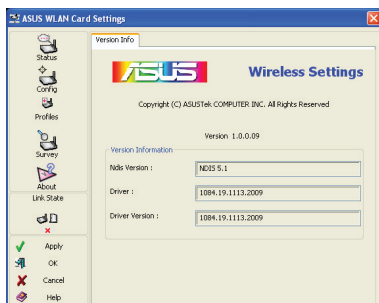 ASUS WLAN Card Settings
Status
Config
Profiles
Survey
About
Link State
Apply
OK
Cancel
Help
Version Info
ASUS
Wireless Settings
Copyright (C) ASUSTek COMPUTER INC. All Rights Reserved
Version 1.0.0.09
Version Information
Ndis Version : NDIS 5.1
Driver : 1084.19.1113.2009
Driver Version : 1084.19.1113.2009